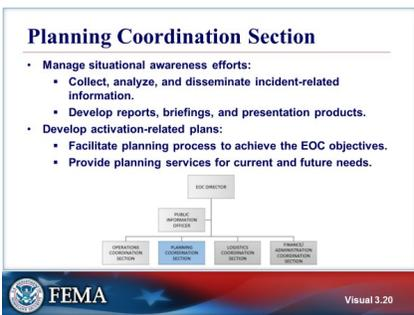 Planning Coordination Section
• Manage situational awareness efforts:
▪ Collect, analyze, and disseminate incident-related
information.
▪ Develop reports, briefings, and presentation products.
• Develop activation-related plans:
▪ Facilitate planning process to achieve the EOC objectives.
▪ Provide planning services for current and future needs.
EOC DIRECTOR
PUBLIC
INFORMATION
OFFICER
OPERATIONS
COORDINATION
SECTION
PLANNING
COORDINATION
SECTION
LOGISTICS
COORDINATION
SECTION
FINANCE/
ADMINISTRATION
COORDINATION
SECTION
FEMA
Visual 3.20